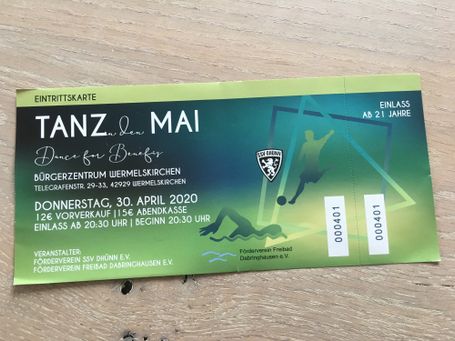 EINTRITTSKARTE
TANZ in den MAI
Dance for Benefiz
BÜRGERZENTRUM WERMELSKIRCHEN
TELEGRAFENSTR. 29-33, 42929 WERMELSKIRCHEN
DONNERSTAG, 30. APRIL 2020
12€ VORVERKAUF | 15€ ABENDKASSE
EINLASS AB 20:30 UHR | BEGINN 20:30 UHR
VERANSTALTER:
FÖRDERVEREIN SSV DHÜNN E.V.
FÖRDERVEREIN FREIBAD DABRINGHAUSEN E.V.
SSV DHÜNN
Förderverein Freibad
Dabringhausen e.V.
EINLASS
AB 21 JAHRE
000401
000401